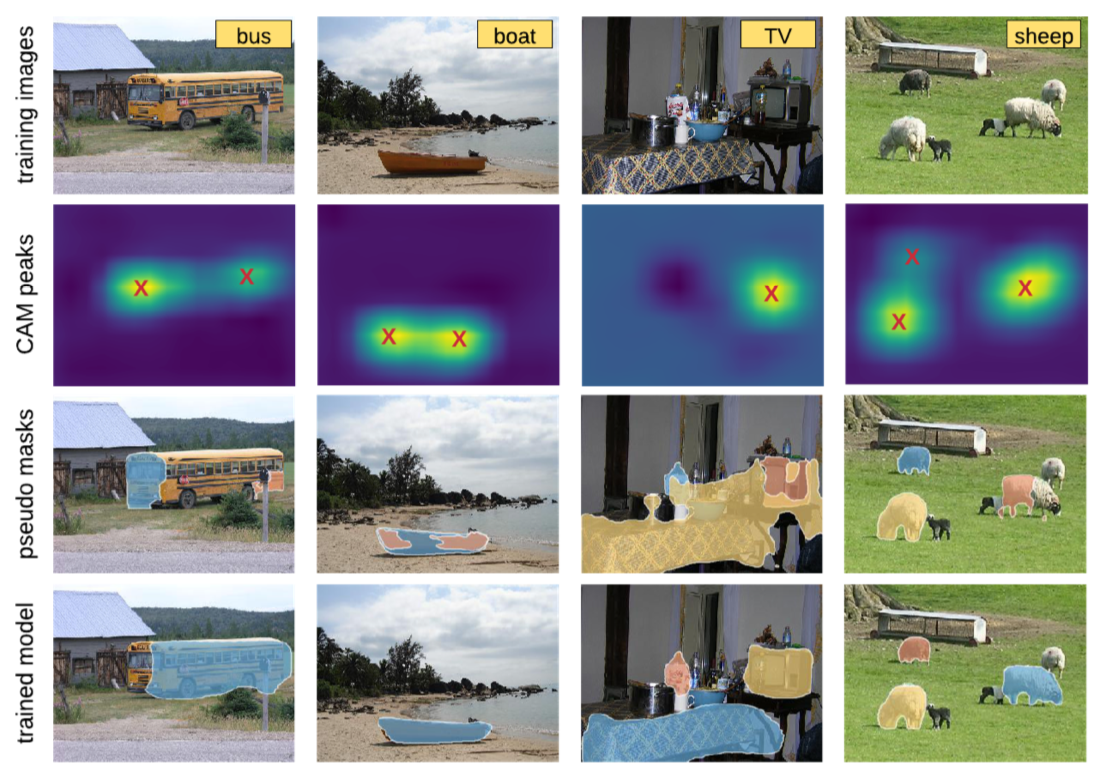 training images
bus
boat
TV
sheep
CAM peaks
X X
X X
X
X
X
X
pseudo masks
trained model